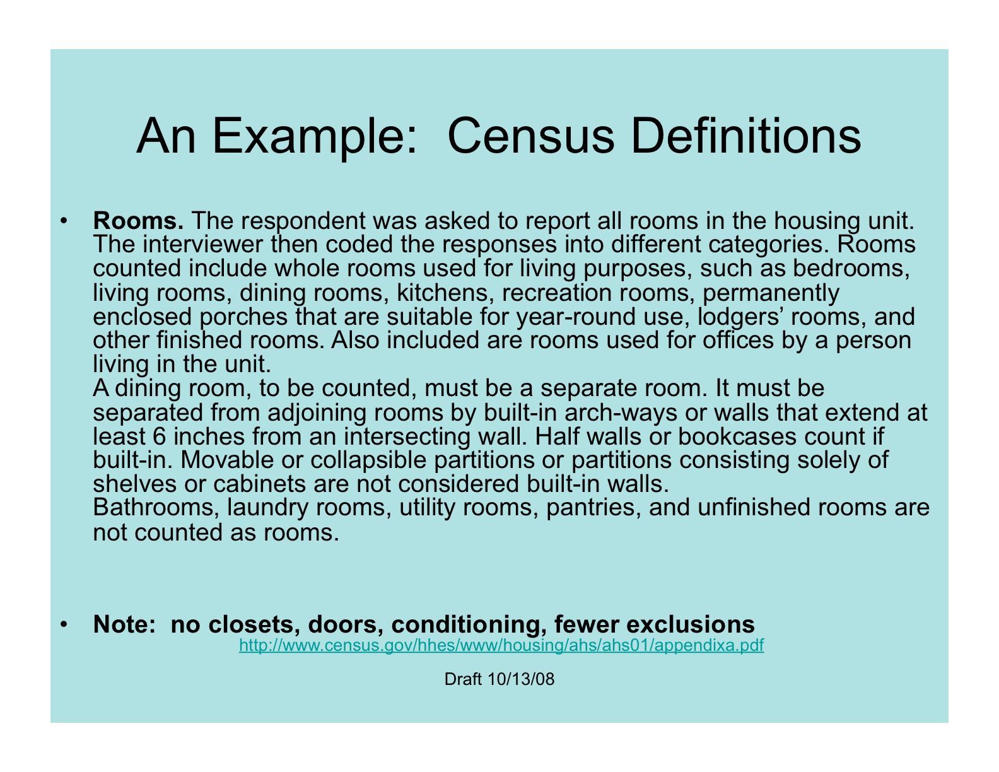 An Example:  Census Definitions
• Rooms. The respondent was asked to report all rooms in the housing unit.
The interviewer then coded the responses into different categories. Rooms
counted include whole rooms used for living purposes, such as bedrooms,
living rooms, dining rooms, kitchens, recreation rooms, permanently
enclosed porches that are suitable for year-round use, lodgers’ rooms, and
other finished rooms. Also included are rooms used for offices by a person
living in the unit.
A dining room, to be counted, must be a separate room. It must be
separated from adjoining rooms by built-in arch-ways or walls that extend at
least 6 inches from an intersecting wall. Half walls or bookcases count if
built-in. Movable or collapsible partitions or partitions consisting solely of
shelves or cabinets are not considered built-in walls.
Bathrooms, laundry rooms, utility rooms, pantries, and unfinished rooms are
not counted as rooms.
• Note:  no closets, doors, conditioning, fewer exclusions
http://www.census.gov/hhes/www/housing/ahs/ahs01/appendixa.pdf
Draft 10/13/08